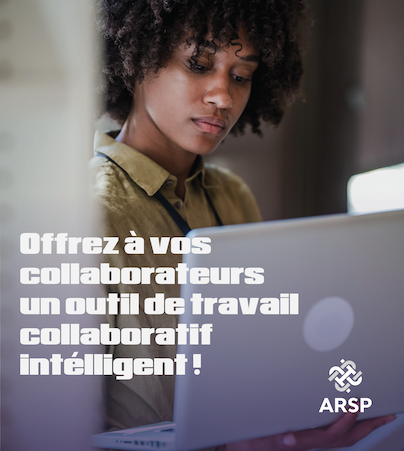 Offrez à vos
collaborateurs
un outil de travail
collaboratif
intélligent !
ARSP